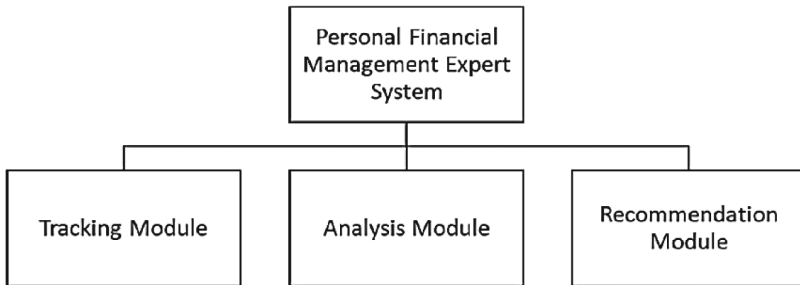 Personal Financial
Management Expert
System
Tracking Module
Analysis Module
Recommendation
Module